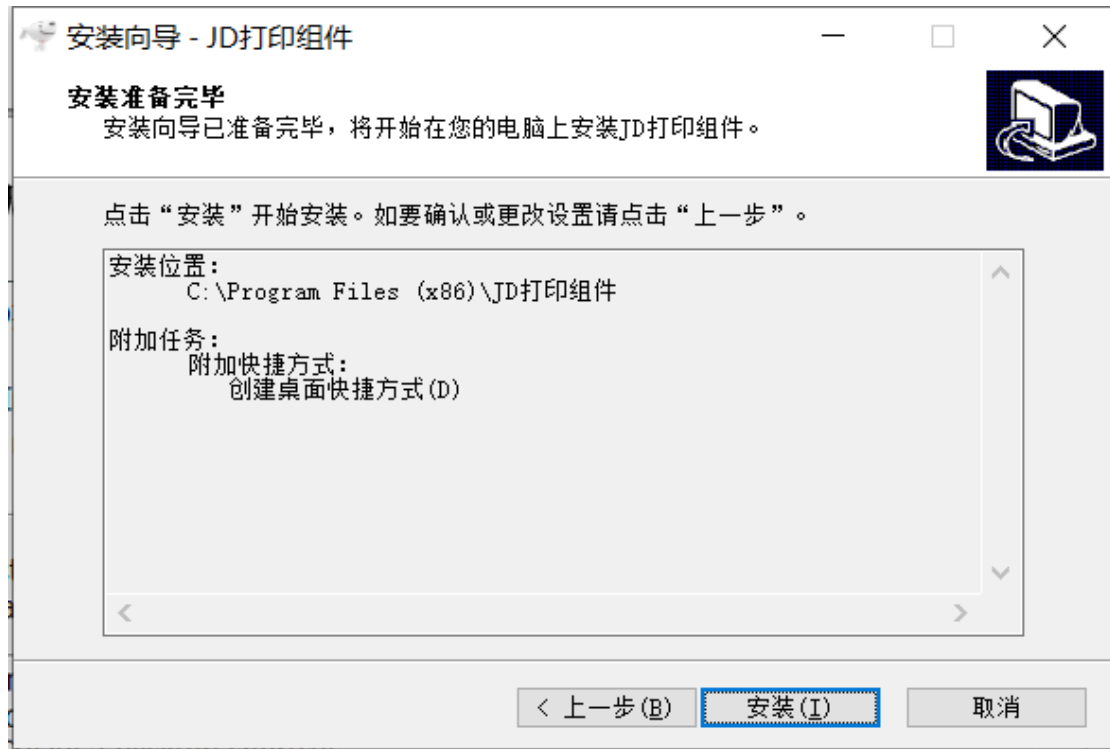 安装向导 - JD打印组件
安装准备完毕
安装向导已准备完毕，将开始在您的电脑上安装JD打印组件。
点击“安装”开始安装。如要确认或更改设置请点击“上一步”。
安装位置:
C:\Program Files (x86)\JD打印组件
附加任务:
附加快捷方式:
创建桌面快捷方式(D)
< 上一步(B)
安装(I)
取消